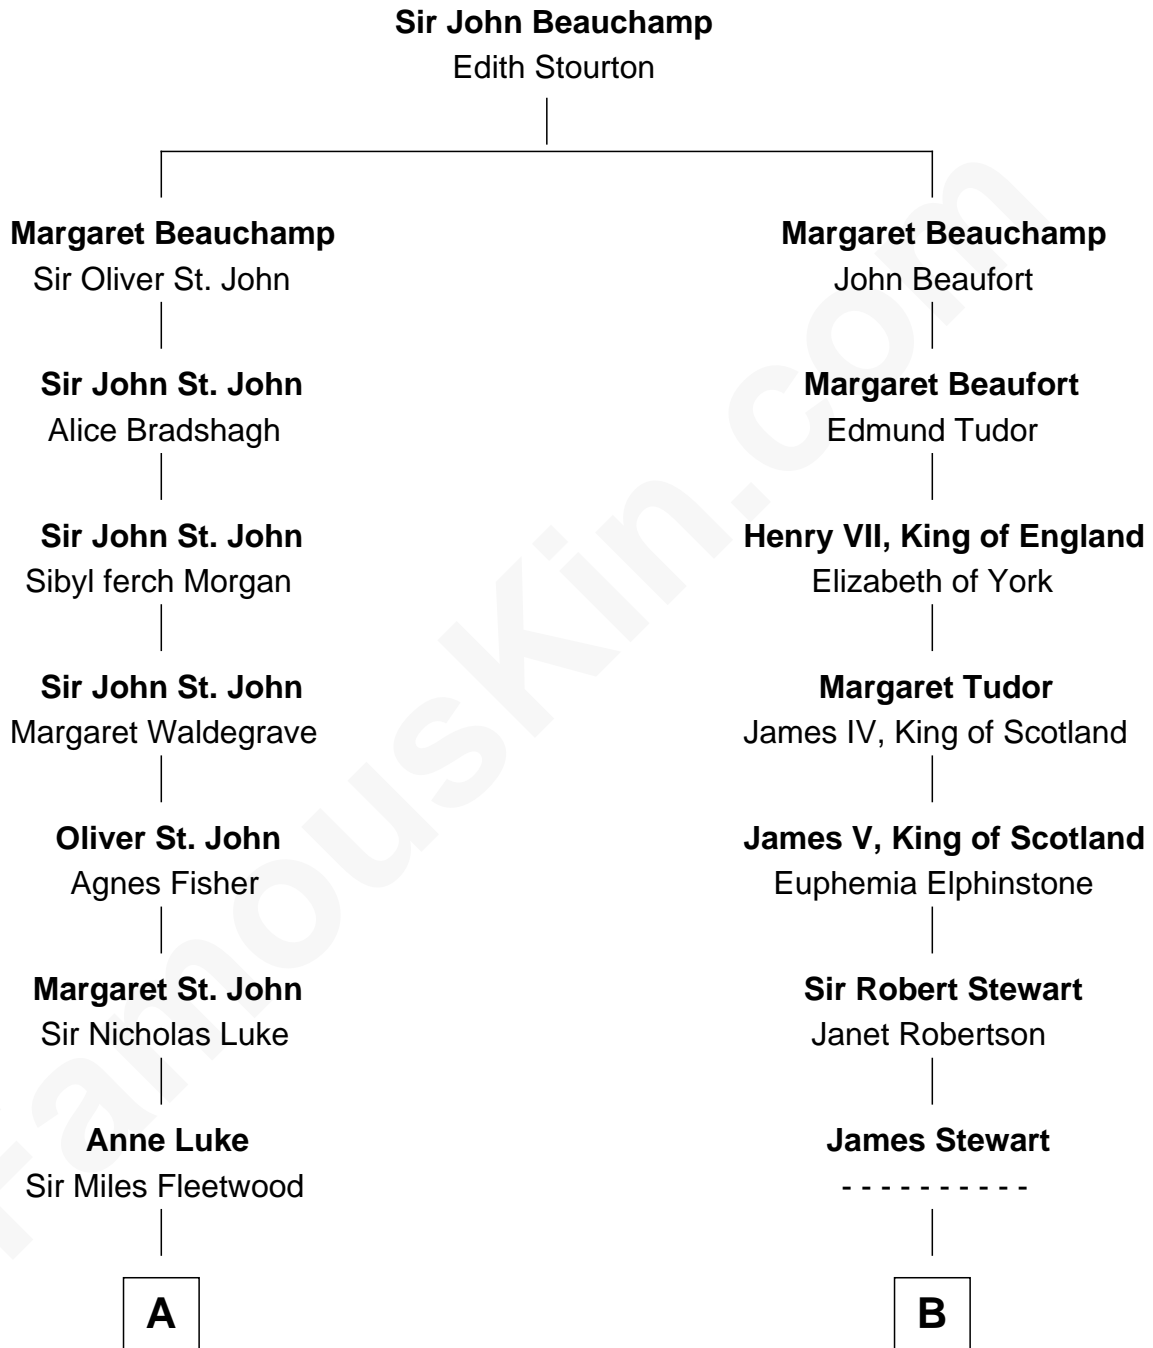 Sir John Beauchamp
Edith Stourton
Margaret Beauchamp
Sir Oliver St. John
Margaret Beauchamp
John Beaufort
Sir John St. John
Alice Bradshagh
Margaret Beaufort
Edmund Tudor
Sir John St. John
Sibyl ferch Morgan
Henry VII, King of England
Elizabeth of York
Sir John St. John
Margaret Waldegrave
Margaret Tudor
James IV, King of Scotland
Oliver St. John
Agnes Fisher
James V, King of Scotland
Euphemia Elphinstone
Margaret St. John
Sir Nicholas Luke
Sir Robert Stewart
Janet Robertson
Anne Luke
Sir Miles Fleetwood
James Stewart
- - - - - - - - - -
A
B
FamousKin.com